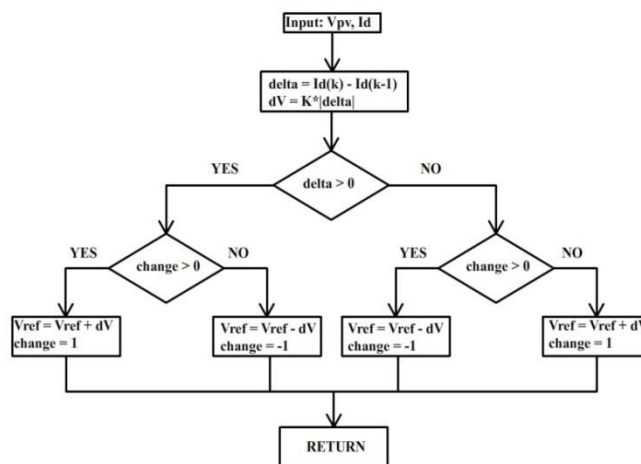 Input: Vpv, Id
delta = Id(k) - Id(k-1)
dV = K*|delta|
YES
NO
delta > 0
YES
NO
YES
NO
change > 0
change > 0
Vref = Vref + dV
change = 1
Vref = Vref - dV
change = -1
Vref = Vref - dV
change = -1
Vref = Vref + dV
change = 1
RETURN